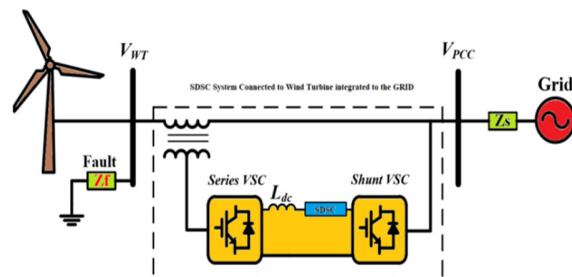 V_WT
V_PCC
SDSC System Connected to Wind Turbine integrated to the GRID
Grid
Zs
Fault
Zf
Series VSC
L_dc
SDSC
Shunt VSC